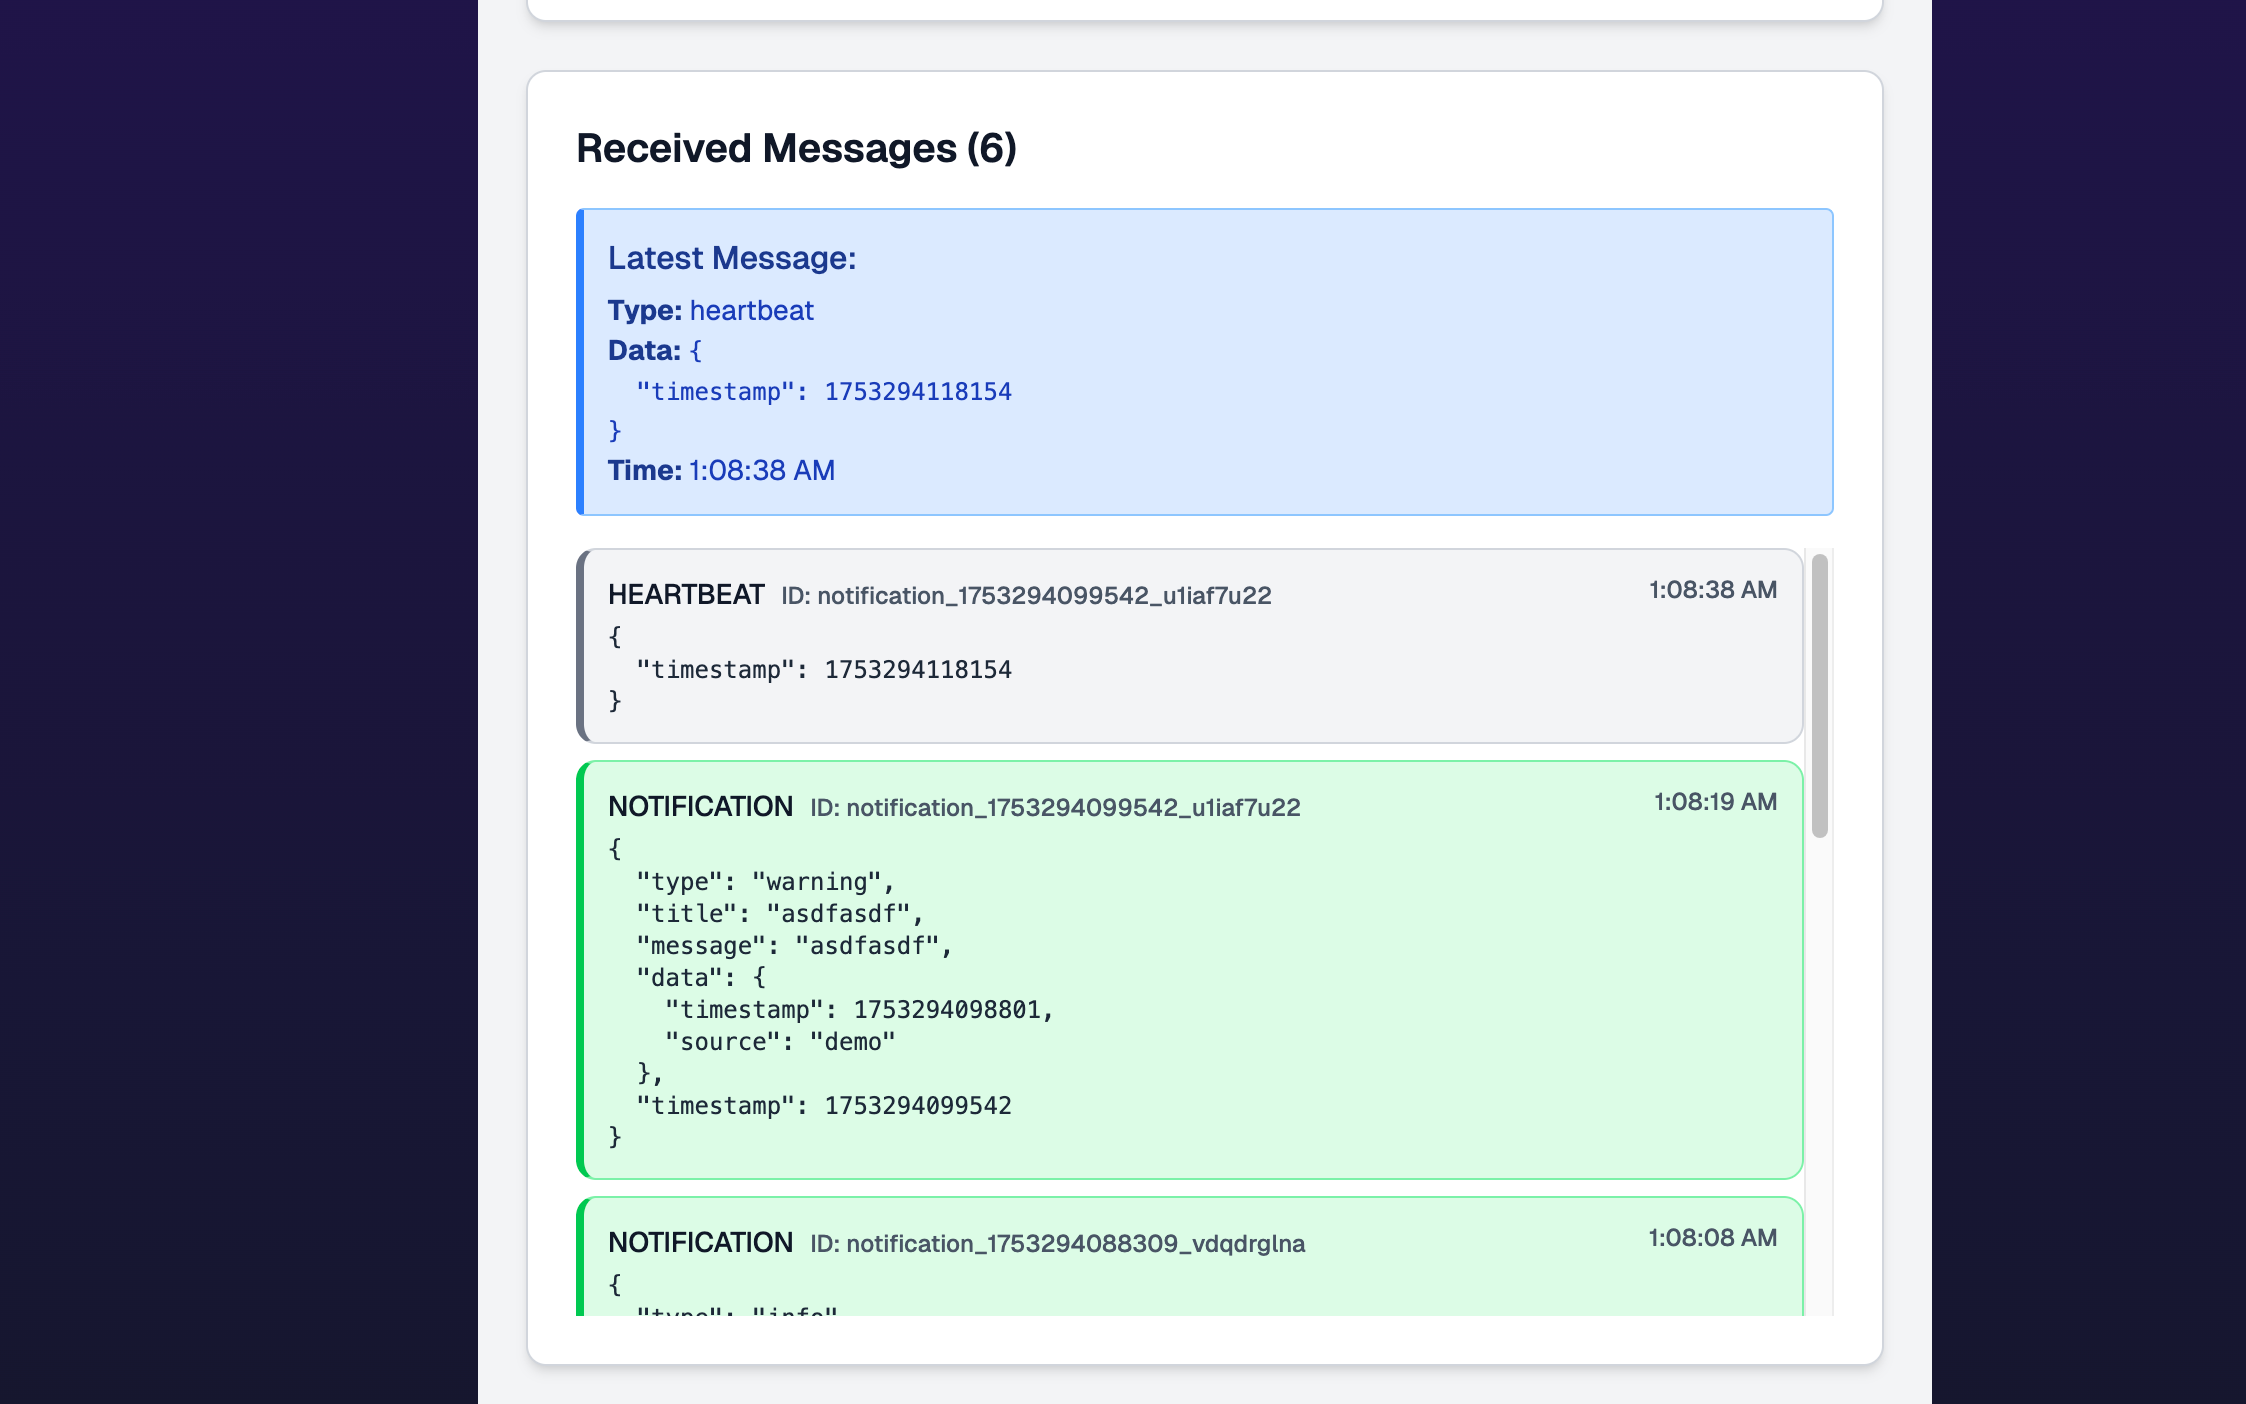 Received Messages (6)
Latest Message:
Type: heartbeat
Data: {
  "timestamp": 1753294118154
}
Time: 1:08:38 AM
HEARTBEAT ID: notification_1753294099542_u1iaf7u22 1:08:38 AM
{
  "timestamp": 1753294118154
}
NOTIFICATION ID: notification_1753294099542_u1iaf7u22 1:08:19 AM
{
  "type": "warning",
  "title": "asdfasdf",
  "message": "asdfasdf",
  "data": {
    "timestamp": 1753294098801,
    "source": "demo"
  },
  "timestamp": 1753294099542
}
NOTIFICATION ID: notification_1753294088309_vdqdrglna 1:08:08 AM
{
  "type": "info"